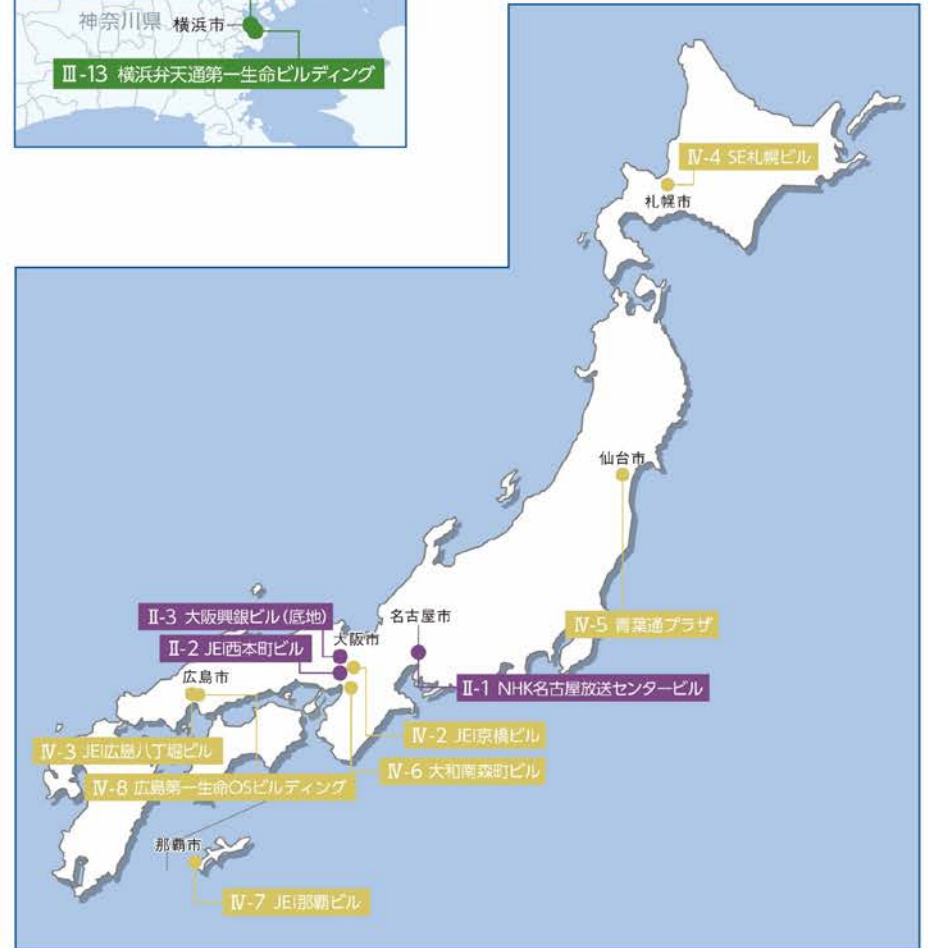 神奈川県 横浜市
Ⅲ-13 横浜弁天通第一生命ビルディング
Ⅳ-4 SE札幌ビル
札幌市
仙台市
Ⅳ-5 青葉通プラザ
Ⅱ-3 大阪興銀ビル(底地)
名古屋市
大阪市
Ⅱ-2 JEI西本町ビル
広島市
Ⅱ-1 NHK名古屋放送センタービル
Ⅳ-2 JEI京橋ビル
Ⅳ-3 JEI広島八丁堀ビル
Ⅳ-6 大和南森町ビル
Ⅳ-8 広島第一生命OSビルディング
那覇市
Ⅳ-7 JEI那覇ビル